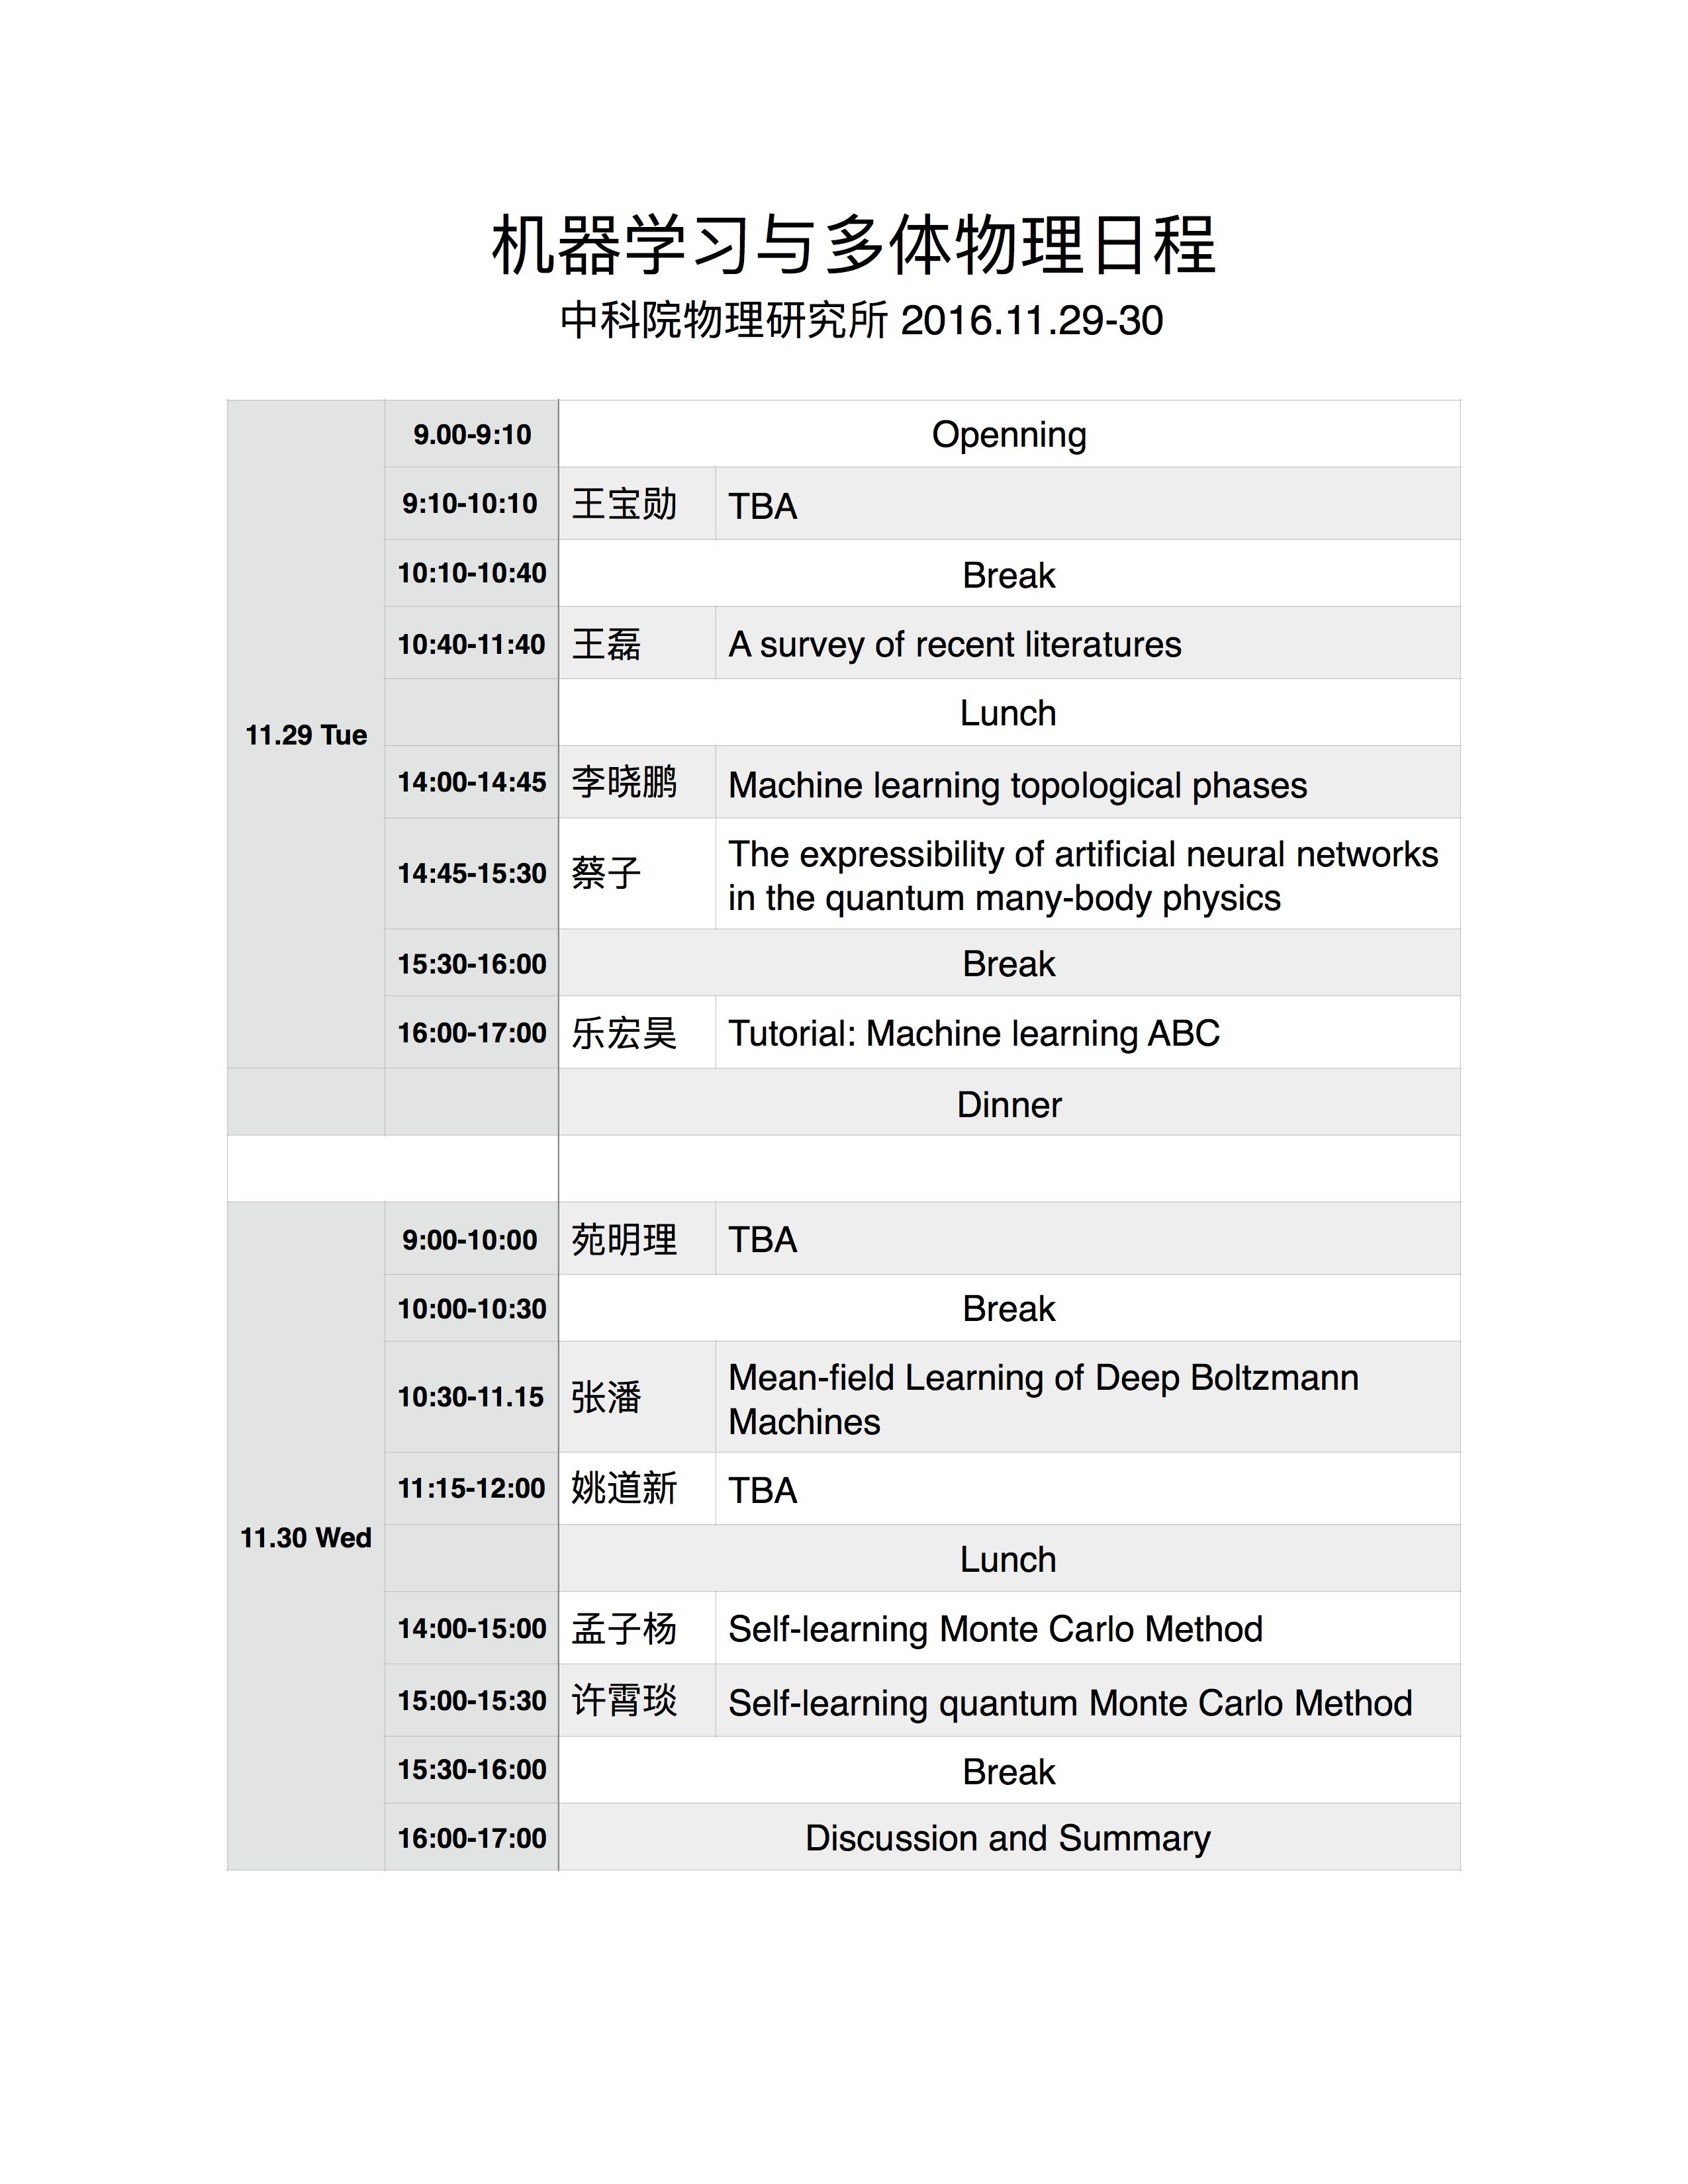 机器学习与多体物理日程
中科院物理研究所 2016.11.29-30
11.29 Tue
9.00-9:10 Openning
9:10-10:10 王宝勋 TBA
10:10-10:40 Break
10:40-11:40 王磊 A survey of recent literatures
Lunch
14:00-14:45 李晓鹏 Machine learning topological phases
14:45-15:30 蔡子 The expressibility of artificial neural networks
in the quantum many-body physics
15:30-16:00 Break
16:00-17:00 乐宏昊 Tutorial: Machine learning ABC
Dinner
11.30 Wed
9:00-10:00 苑明理 TBA
10:00-10:30 Break
10:30-11.15 张潘 Mean-field Learning of Deep Boltzmann
Machines
11:15-12:00 姚道新 TBA
Lunch
14:00-15:00 孟子杨 Self-learning Monte Carlo Method
15:00-15:30 许霄琰 Self-learning quantum Monte Carlo Method
15:30-16:00 Break
16:00-17:00 Discussion and Summary